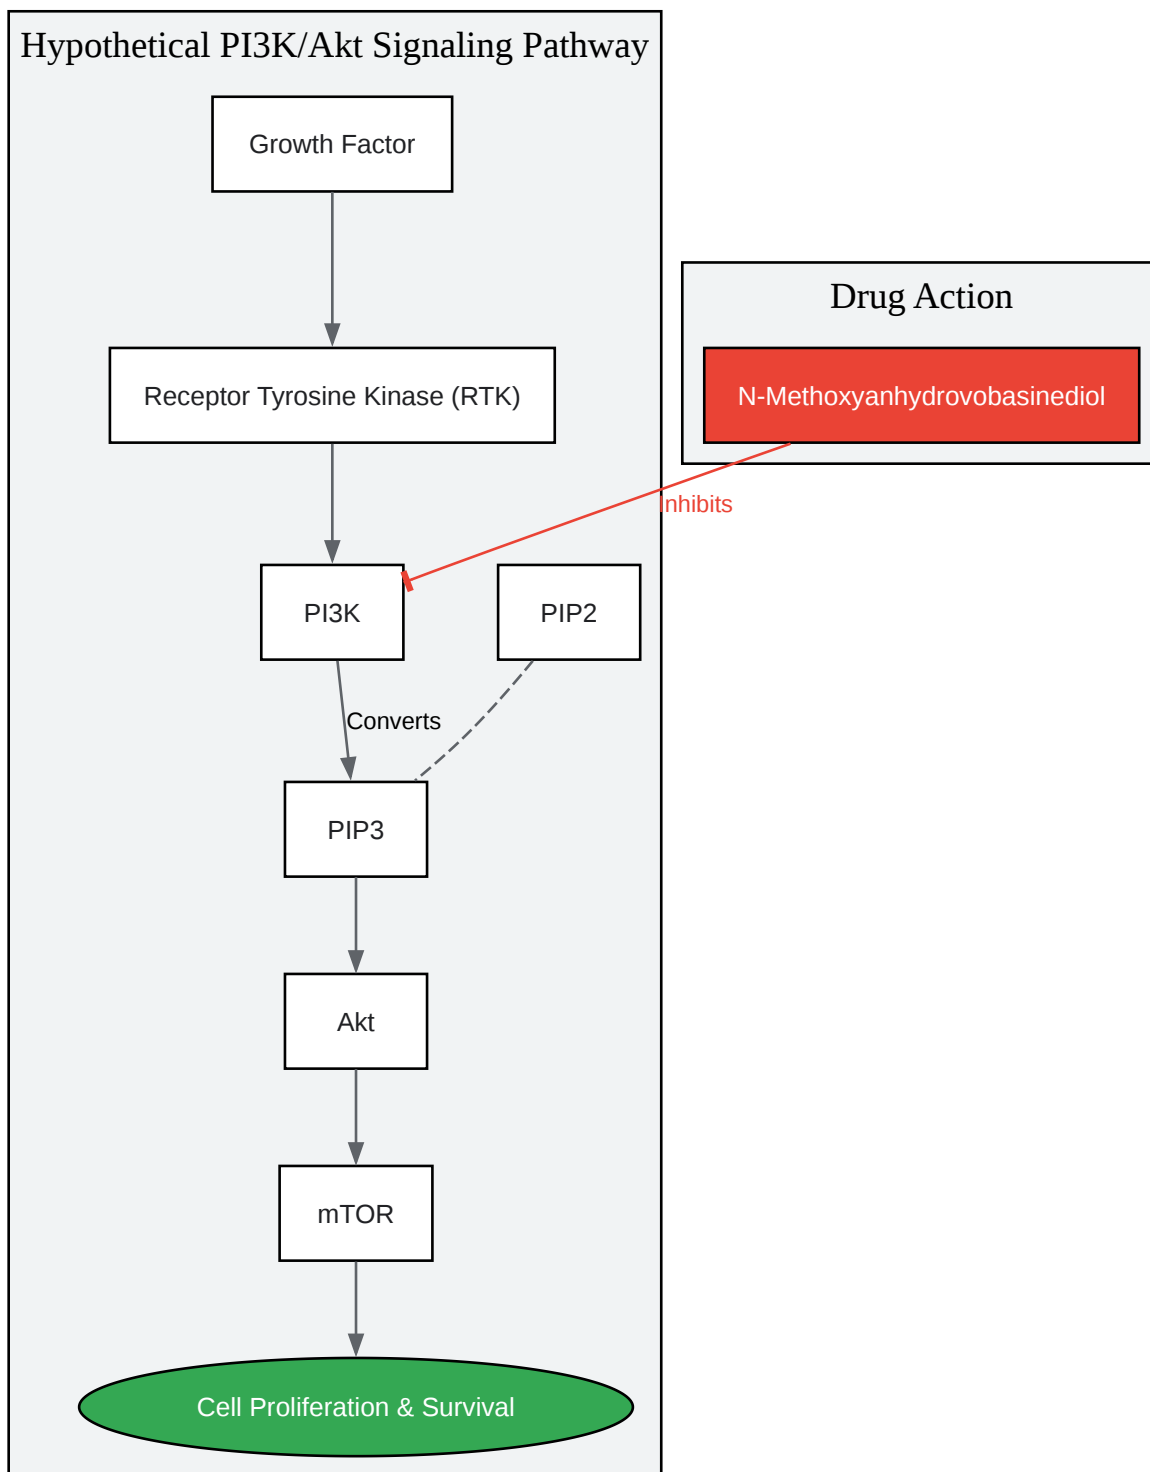 Hypothetical PI3K/Akt Signaling Pathway
Growth Factor
Drug Action
Receptor Tyrosine Kinase (RTK)
N-Methoxyanhydrovobasinediol
Inhibits
PI3K
PIP2
Converts
PIP3
Akt
mTOR
Cell Proliferation & Survival